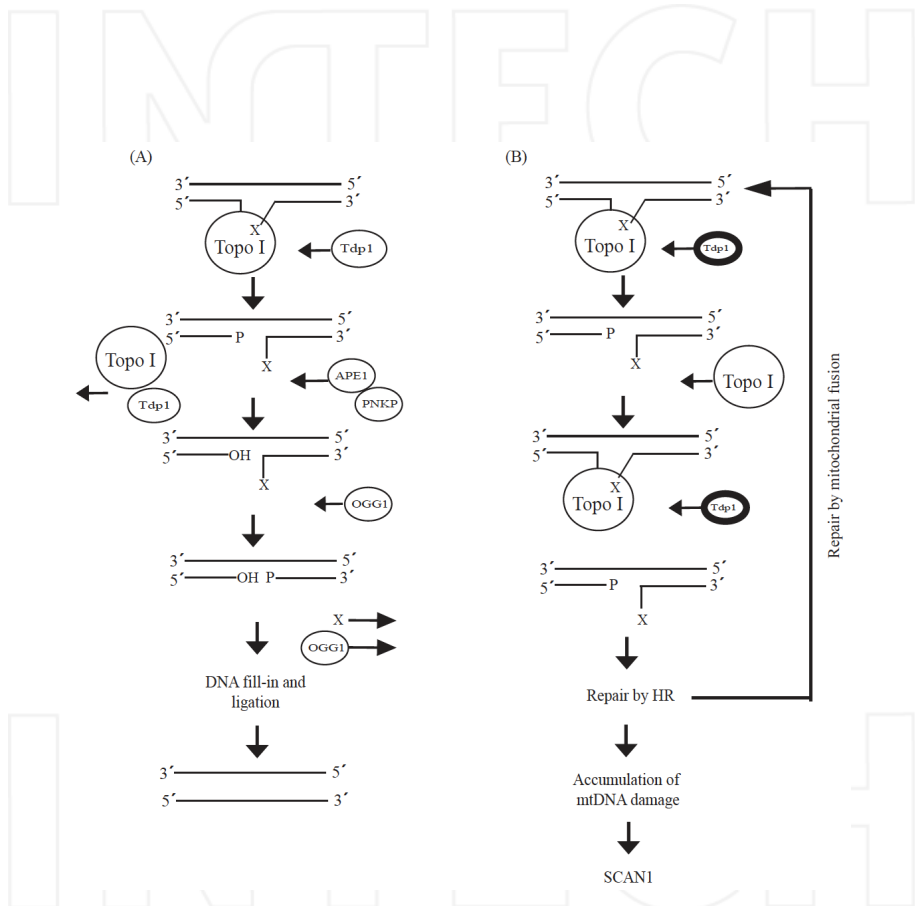 INTECH
(A)
3´ 5´
5´ 3´
X
Topo I
Tdp1
3´ 5´
5´ P 3´
X
Topo I
Tdp1
APE1
PNKP
3´ 5´
5´ OH 3´
X
OGG1
3´ 5´
5´ OH P 3´
X
OGG1
DNA fill-in and
ligation
3´ 5´
5´ 3´
(B)
3´ 5´
5´ 3´
X
Topo I
Tdp1
3´ 5´
5´ P 3´
X
Topo I
3´ 5´
5´ 3´
X
Topo I
Tdp1
3´ 5´
5´ P 3´
X
Repair by HR
Accumulation of
mtDNA damage
SCAN1
Repair by mitochondrial fusion
INTECH